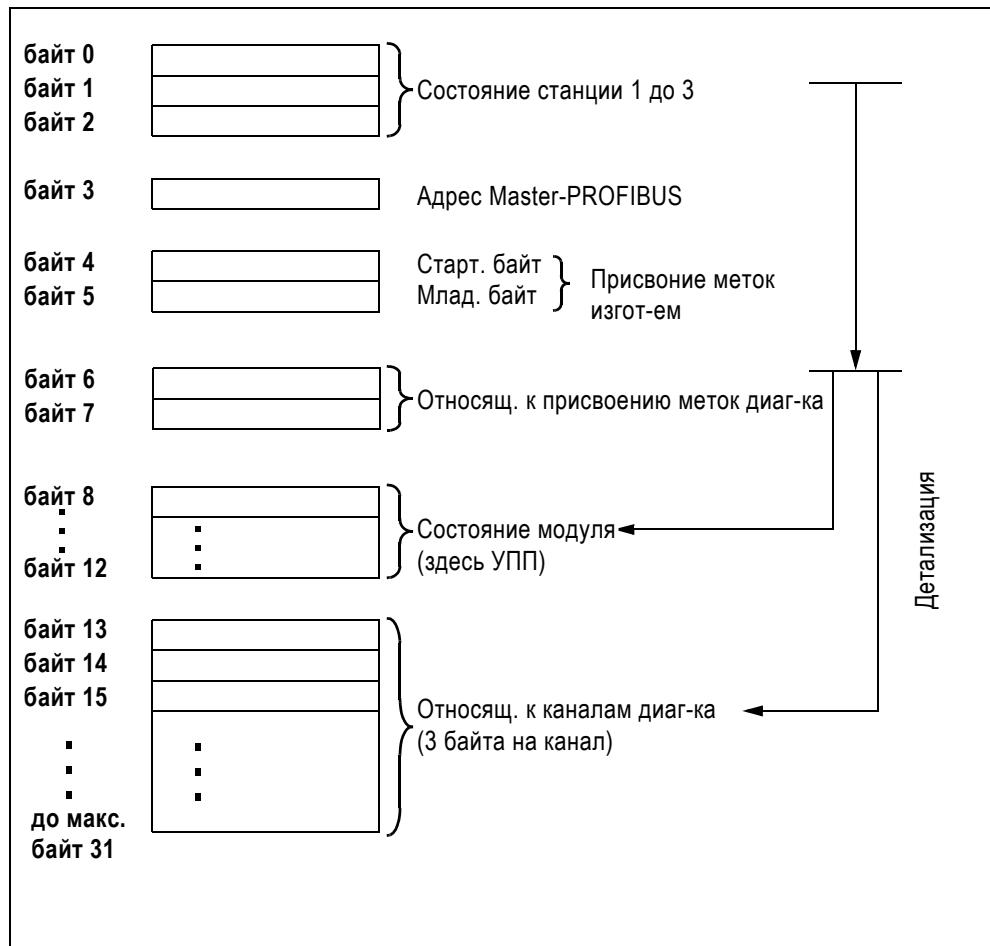 байт 0
байт 1
байт 2
Состояние станции 1 до 3
байт 3
Адрес Master-PROFIBUS
байт 4
байт 5
Старт. байт
Млад. байт
Присвоние меток
изгот-ем
байт 6
байт 7
Относящ. к присвоению меток диаг-ка
байт 8
байт 12
Состояние модуля
(здесь УПП)
Детализация
байт 13
байт 14
байт 15
Относящ. к каналам диаг-ка
(3 байта на канал)
до макс.
байт 31